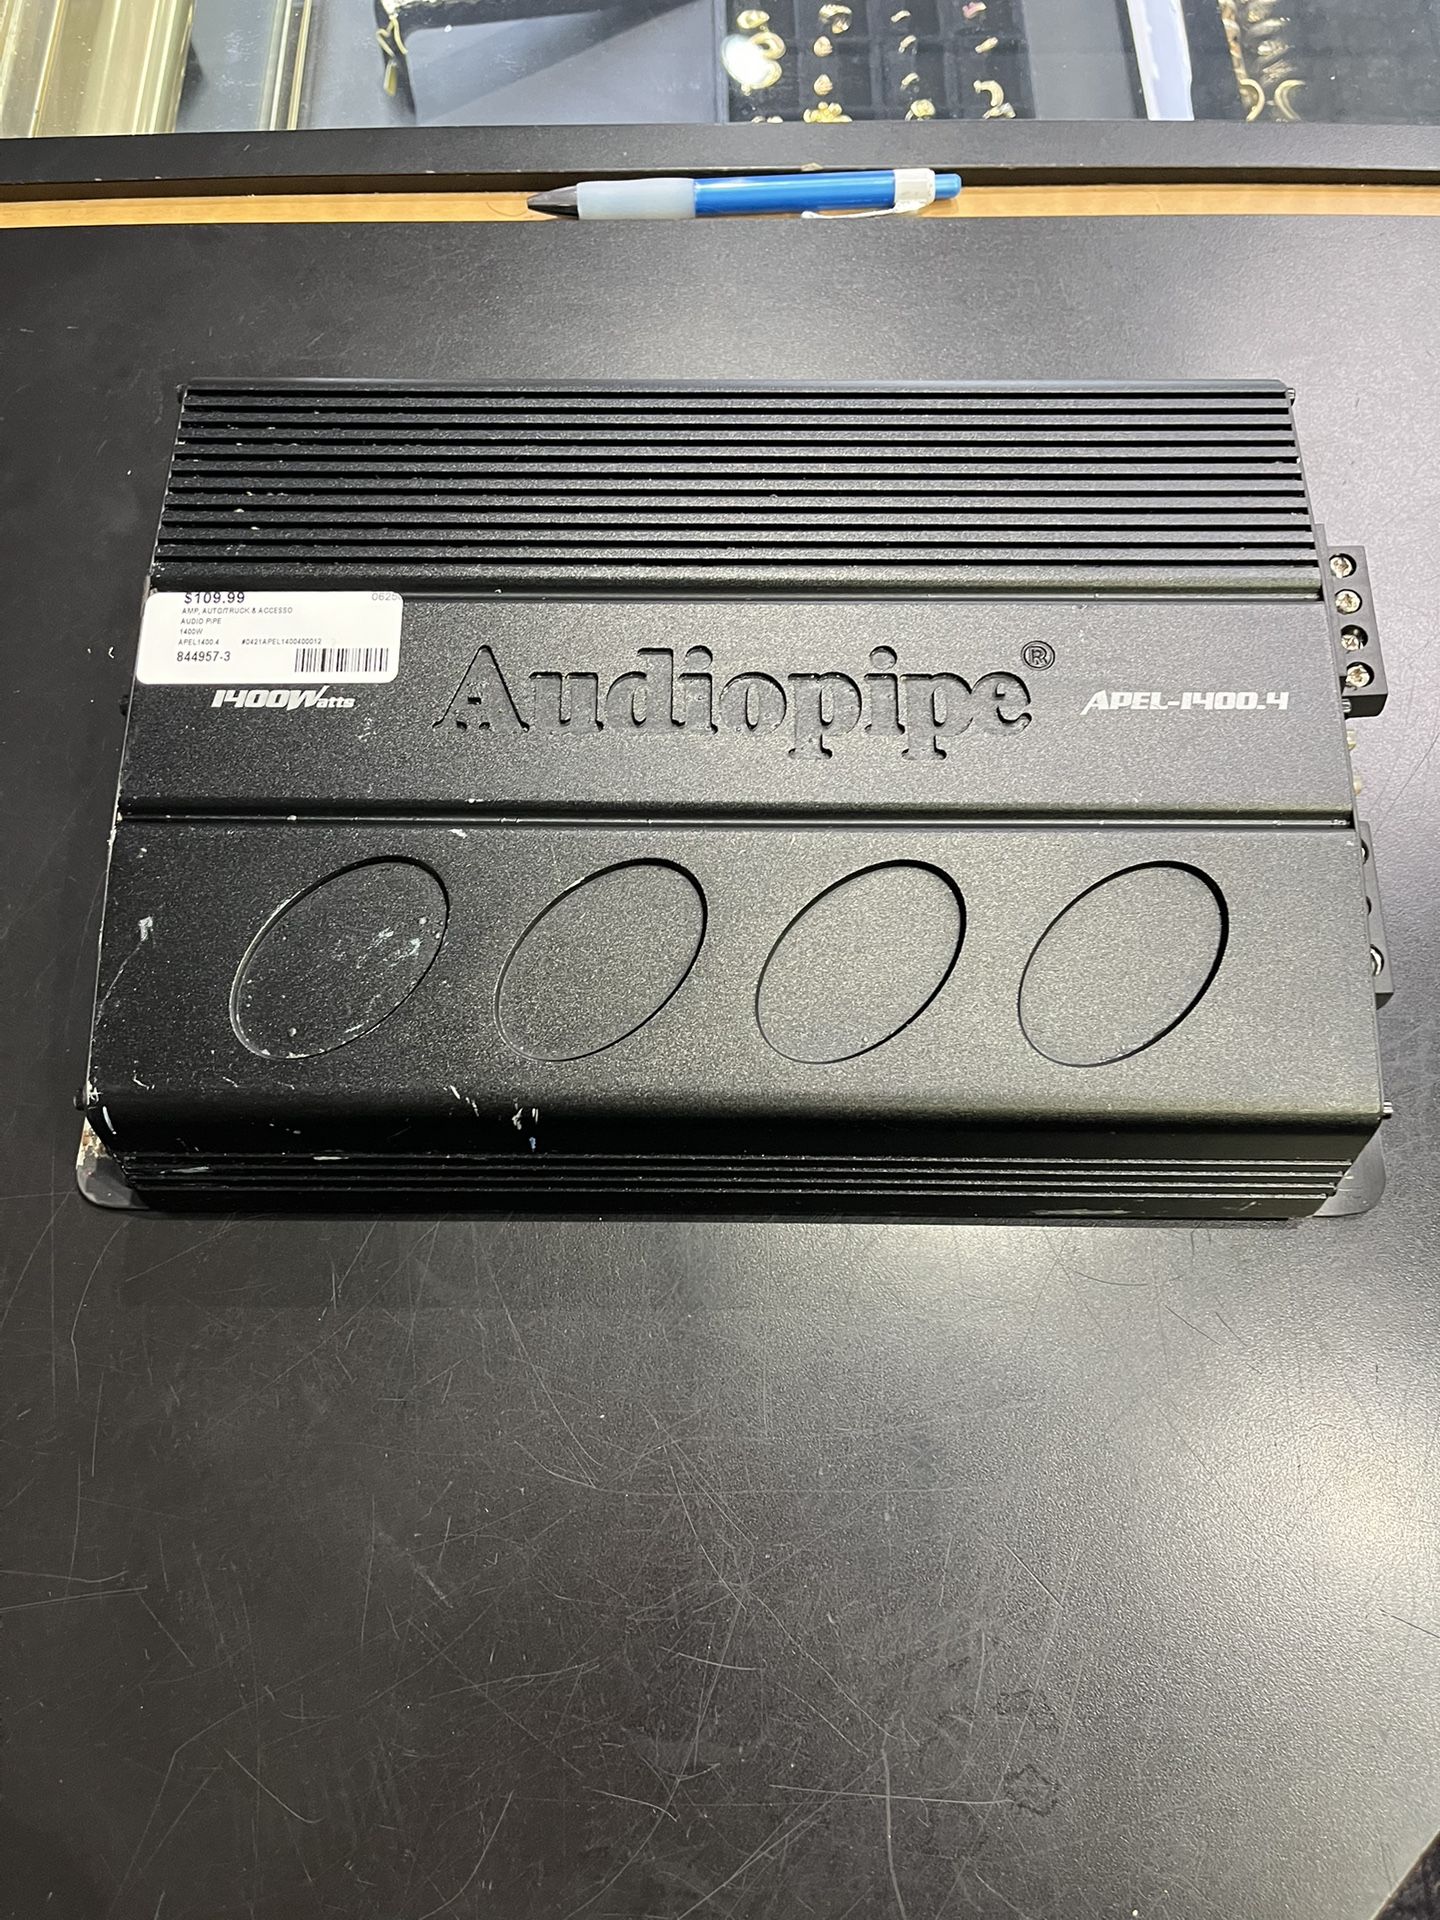 $109.99 0625
AMP, AUTO/TRUCK & ACCESSO
AUDIO PIPE
1400W
APEL1400.4 #0421APEL1400400012
844957-3
1400Watts
Audiopipe®
APEL-1400.4